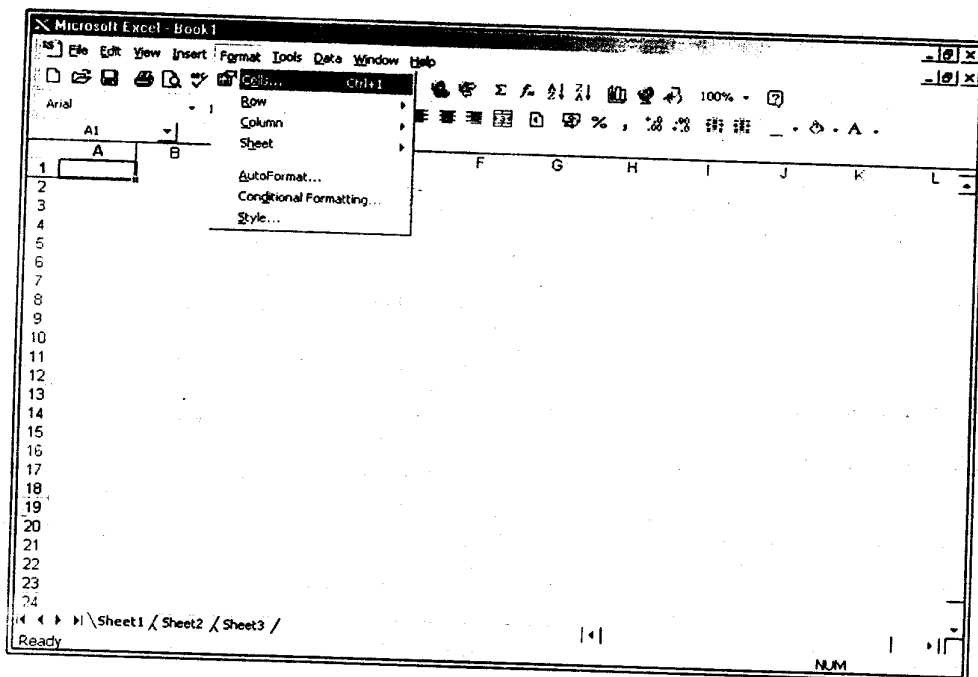 Microsoft Excel - Book1
File Edit View Insert Format Tools Data Window Help
Cells... Ctrl+1
Row
Column
Sheet
AutoFormat...
Conditional Formatting...
Style...
100%
Arial
A1
A B F G H I J K L
1
2
3
4
5
6
7
8
9
10
11
12
13
14
15
16
17
18
19
20
21
22
23
24
Sheet1 Sheet2 Sheet3
Ready
NUM